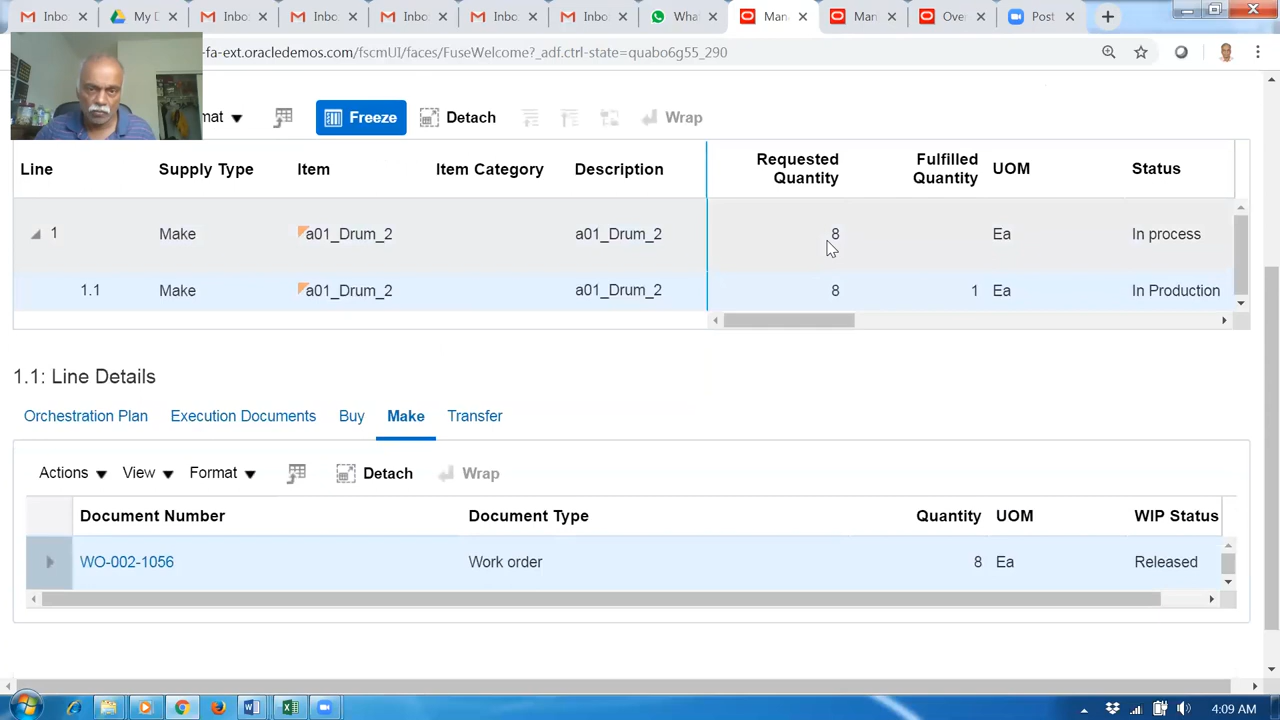 Inbo
My D
Inbo
Inbo
Inbo
Inbo
Inbo
Wha
Man
Man
Ove
Post
-fa-ext.oracledemos.com/fscmUI/faces/FuseWelcome?_adf.ctrl-state=quabo6g55_290
mat Freeze Detach Wrap
Line Supply Type Item Item Category Description Requested Quantity Fulfilled Quantity UOM Status
1 Make a01_Drum_2 a01_Drum_2 8 Ea In process
1.1 Make a01_Drum_2 a01_Drum_2 8 1 Ea In Production
1.1: Line Details
Orchestration Plan Execution Documents Buy Make Transfer
Actions View Format Detach Wrap
Document Number Document Type Quantity UOM WIP Status
WO-002-1056 Work order 8 Ea Released
4:09 AM